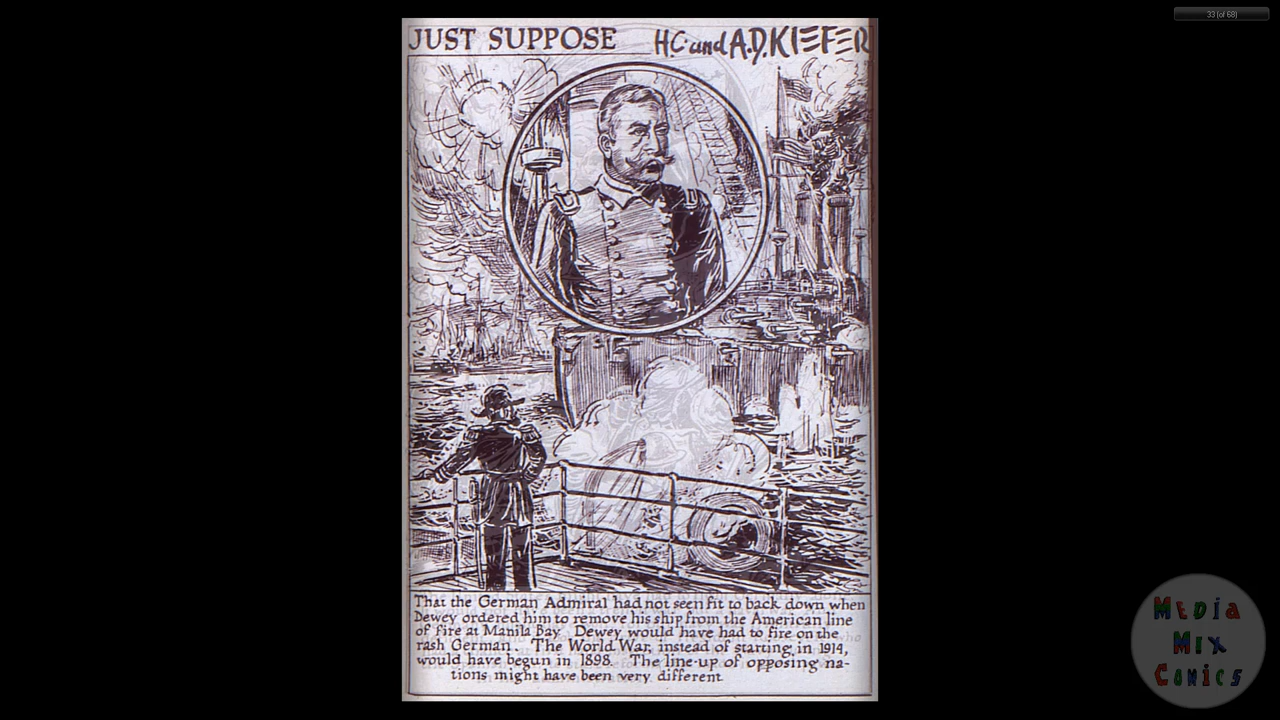 33 (of 68)
JUST SUPPOSE H.C. and A.D. KIEFER
That the German Admiral had not seen fit to back down when
Dewey ordered him to remove his ship from the American line
of fire at Manila Bay. Dewey would have had to fire on the
rash German. The World War, instead of starting in 1914,
would have begun in 1898. The line-up of opposing na-
tions might have been very different.
MEDiA
MiX
COMiCS